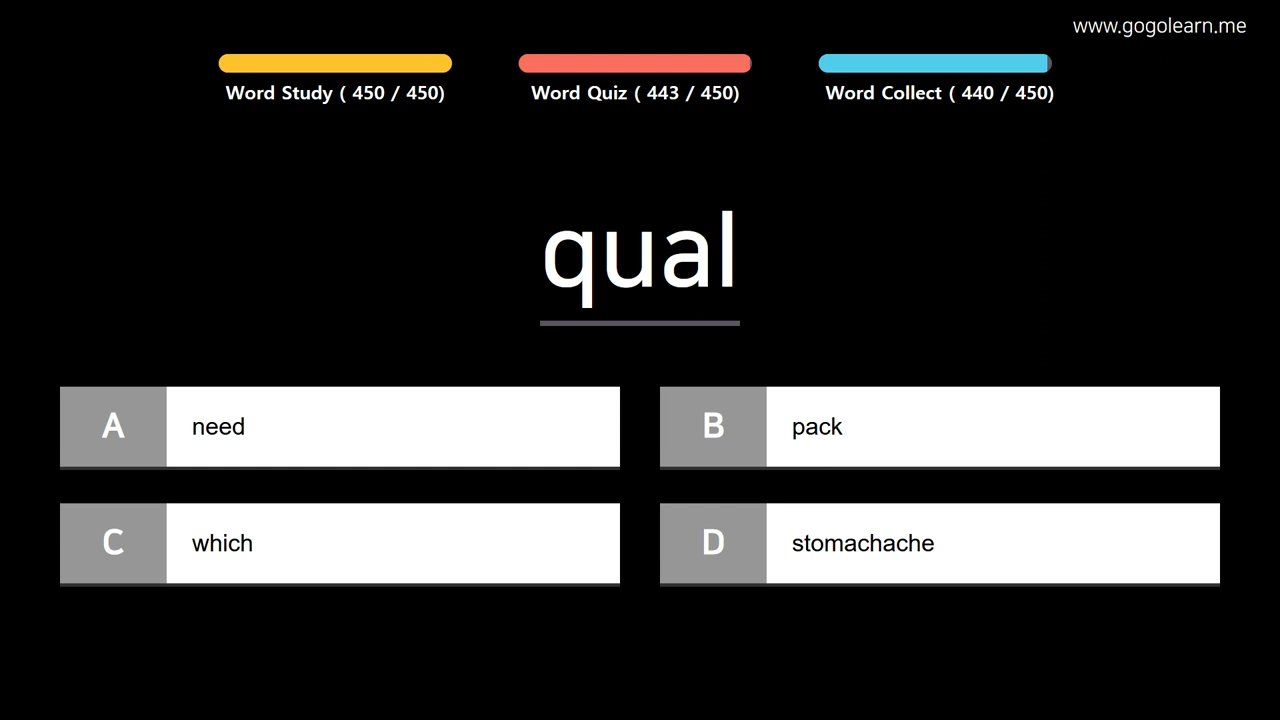 www.gogolearn.me
Word Study ( 450 / 450)
Word Quiz ( 443 / 450)
Word Collect ( 440 / 450)
qual
A need
B pack
C which
D stomachache